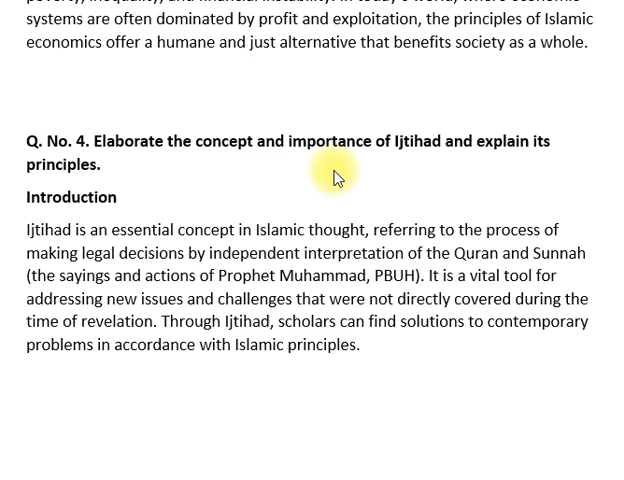 systems are often dominated by profit and exploitation, the principles of Islamic
economics offer a humane and just alternative that benefits society as a whole.
Q. No. 4. Elaborate the concept and importance of Ijtihad and explain its
principles.
Introduction
Ijtihad is an essential concept in Islamic thought, referring to the process of
making legal decisions by independent interpretation of the Quran and Sunnah
(the sayings and actions of Prophet Muhammad, PBUH). It is a vital tool for
addressing new issues and challenges that were not directly covered during the
time of revelation. Through Ijtihad, scholars can find solutions to contemporary
problems in accordance with Islamic principles.